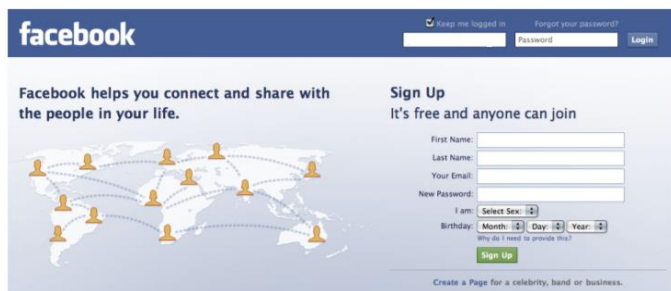 Keep me logged in Forgot your password?
facebook Password Login
Facebook helps you connect and share with
the people in your life.
Sign Up
It's free and anyone can join
First Name:
Last Name:
Your Email:
New Password:
I am: Select Sex:
Birthday: Month: Day: Year:
Why do I need to provide this?
Sign Up
Create a Page for a celebrity, band or business.